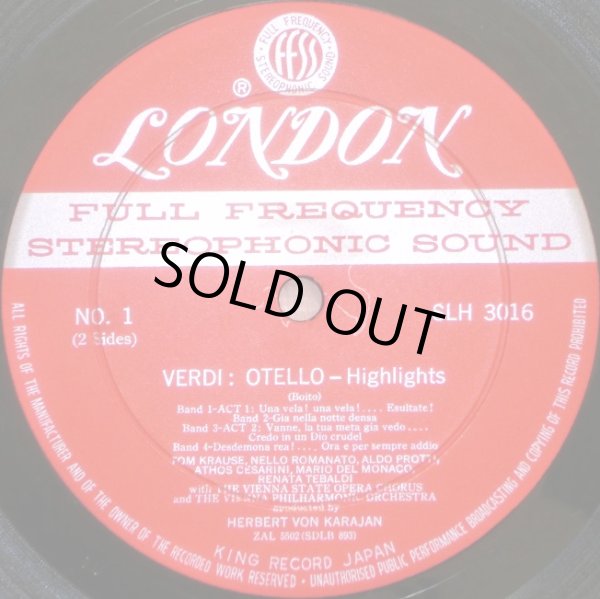 FULL FREQUENCY
FFSS
STEREOPHONIC SOUND
®
LONDON
FULL FREQUENCY
STEREOPHONIC SOUND
SOLD OUT
NO. 1
(2 Sides)
SLH 3016
VERDI: OTELLO – Highlights
(Boito)
Band 1-ACT 1: Una vela! una vela!.... Esultate!
Band 2-Gia nella notte densa
Band 3-ACT 2: Vanne, la tua meta gia vedo....
Credo in un Dio crudel
Band 4-Desdemona rea!.... Ora e per sempre addio
TOM KRAUSE, NELLO ROMANATO, ALDO PROTTI,
ATHOS CESARINI, MARIO DEL MONACO,
RENATA TEBALDI
with THE VIENNA STATE OPERA CHORUS
and THE VIENNA PHILHARMONIC ORCHESTRA
conducted by
HERBERT VON KARAJAN
ZAL 5502 (SDLB 893)
KING RECORD JAPAN
ALL RIGHTS OF THE MANUFACTURER AND OF THE OWNER OF THE RECORDED WORK RESERVED · UNAUTHORISED PUBLIC PERFORMANCE BROADCASTING AND COPYING OF THIS RECORD PROHIBITED